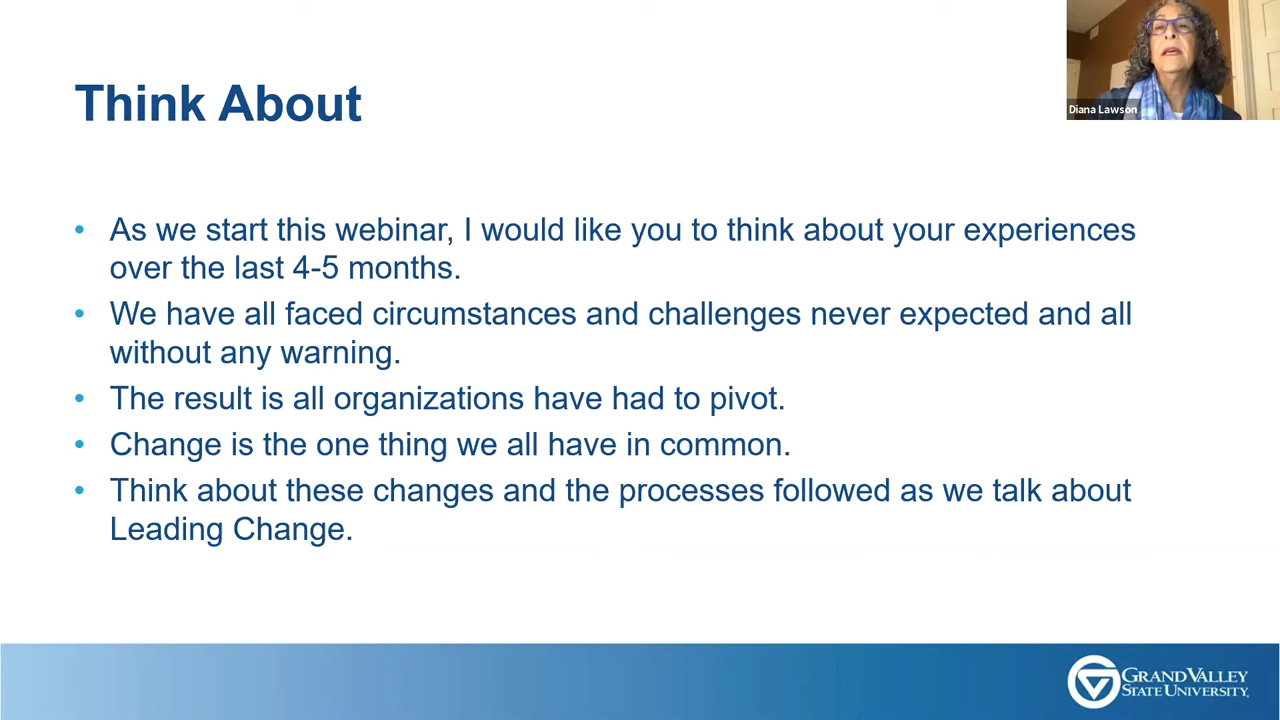 Think About
Diana Lawson
• As we start this webinar, I would like you to think about your experiences
over the last 4-5 months.
• We have all faced circumstances and challenges never expected and all
without any warning.
• The result is all organizations have had to pivot.
• Change is the one thing we all have in common.
• Think about these changes and the processes followed as we talk about
Leading Change.
GRAND VALLEY
STATE UNIVERSITY